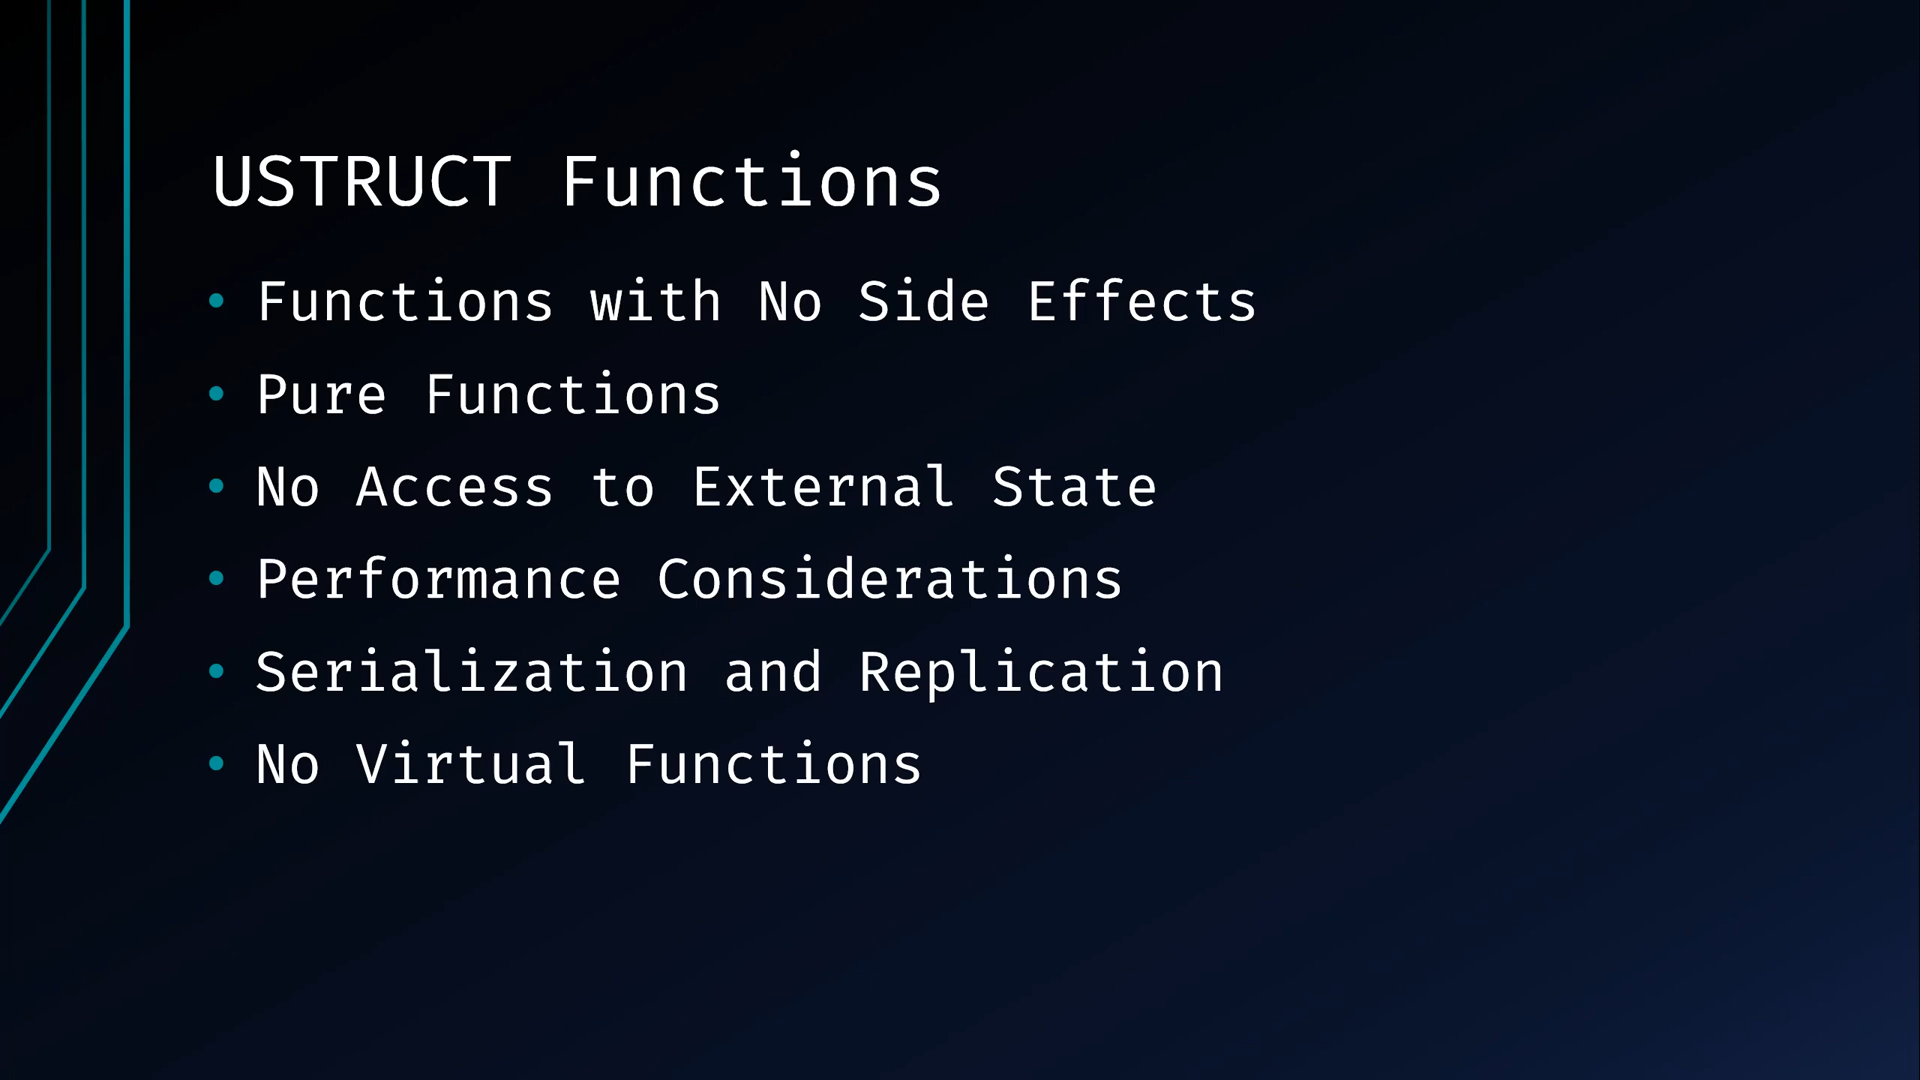 USTRUCT Functions
• Functions with No Side Effects
• Pure Functions
• No Access to External State
• Performance Considerations
• Serialization and Replication
• No Virtual Functions